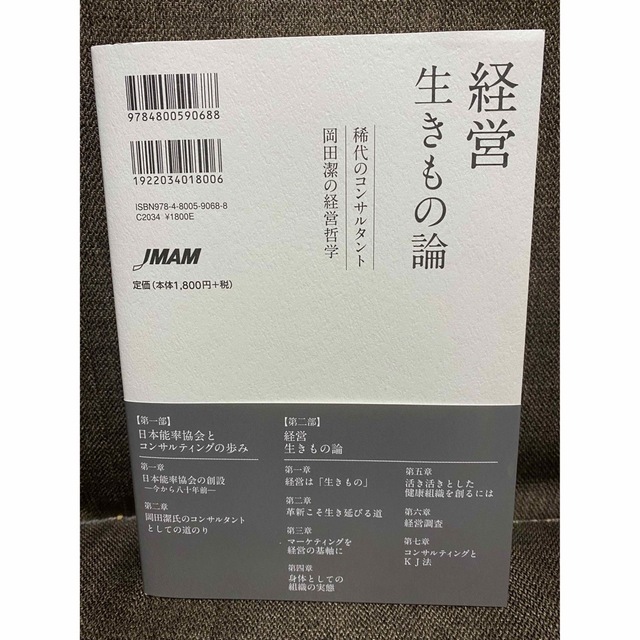 経営
生きもの論
稀代のコンサルタント
岡田潔の経営哲学
9784800590688
1922034018006
ISBN978-4-8005-9068-8
C2034 ¥1800E
JMAM
定価(本体1,800円+税)
【第一部】
日本能率協会と
コンサルティングの歩み
第一章
日本能率協会の創設
―今から八十年前―
第二章
岡田潔氏のコンサルタント
としての道のり
【第二部】
経営
生きもの論
第一章
経営は「生きもの」
第二章
革新こそ生き延びる道
第三章
マーケティングを
経営の基軸に
第四章
身体としての
組織の実態
第五章
活き活きとした
健康組織を創るには
第六章
経営調査
第七章
コンサルティングと
KJ法